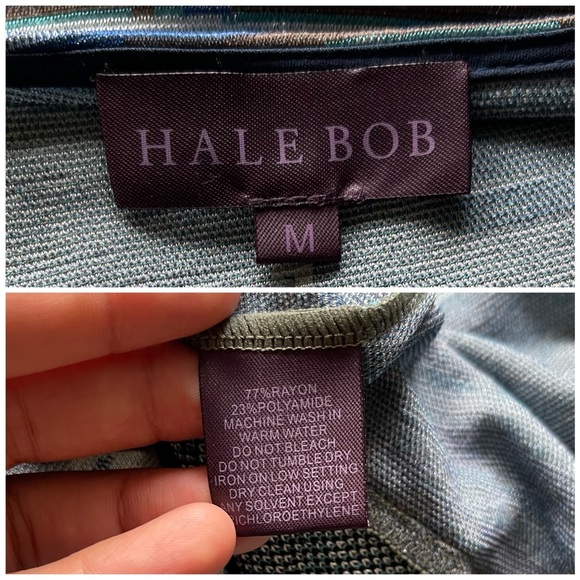 HALE BOB
M
77%RAYON
23%POLYAMIDE
MACHINE WASH IN
WARM WATER
DO NOT BLEACH
DO NOT TUMBLE DRY
IRON ON LOW SETTING
DRY CLEAN USING
ANY SOLVENT EXCEPT
RICHLOROETHYLENE